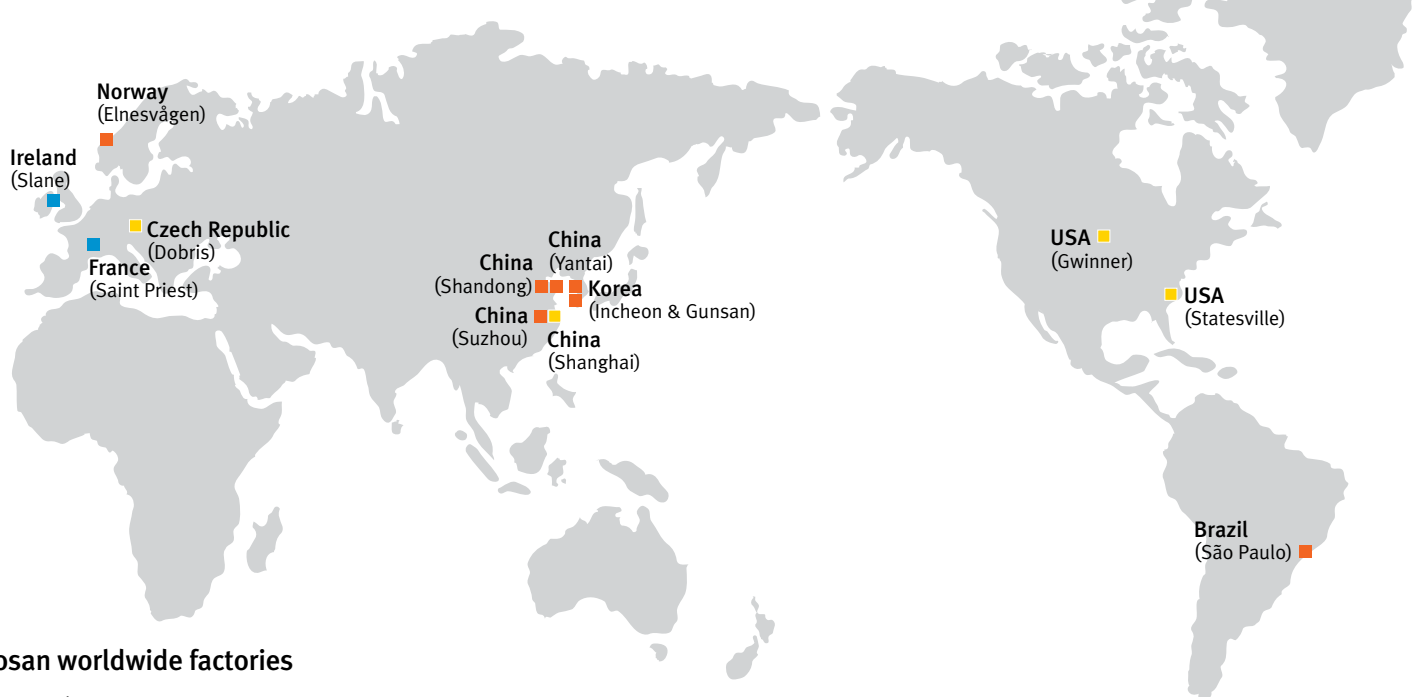 Norway
(Elnesvågen)
Ireland
(Slane)
Czech Republic
(Dobris)
France
(Saint Priest)
China
(Yantai)
China
(Shandong)
Korea
(Incheon & Gunsan)
China
(Suzhou)
China
(Shanghai)
USA
(Gwinner)
USA
(Statesville)
Brazil
(São Paulo)
osan worldwide factories